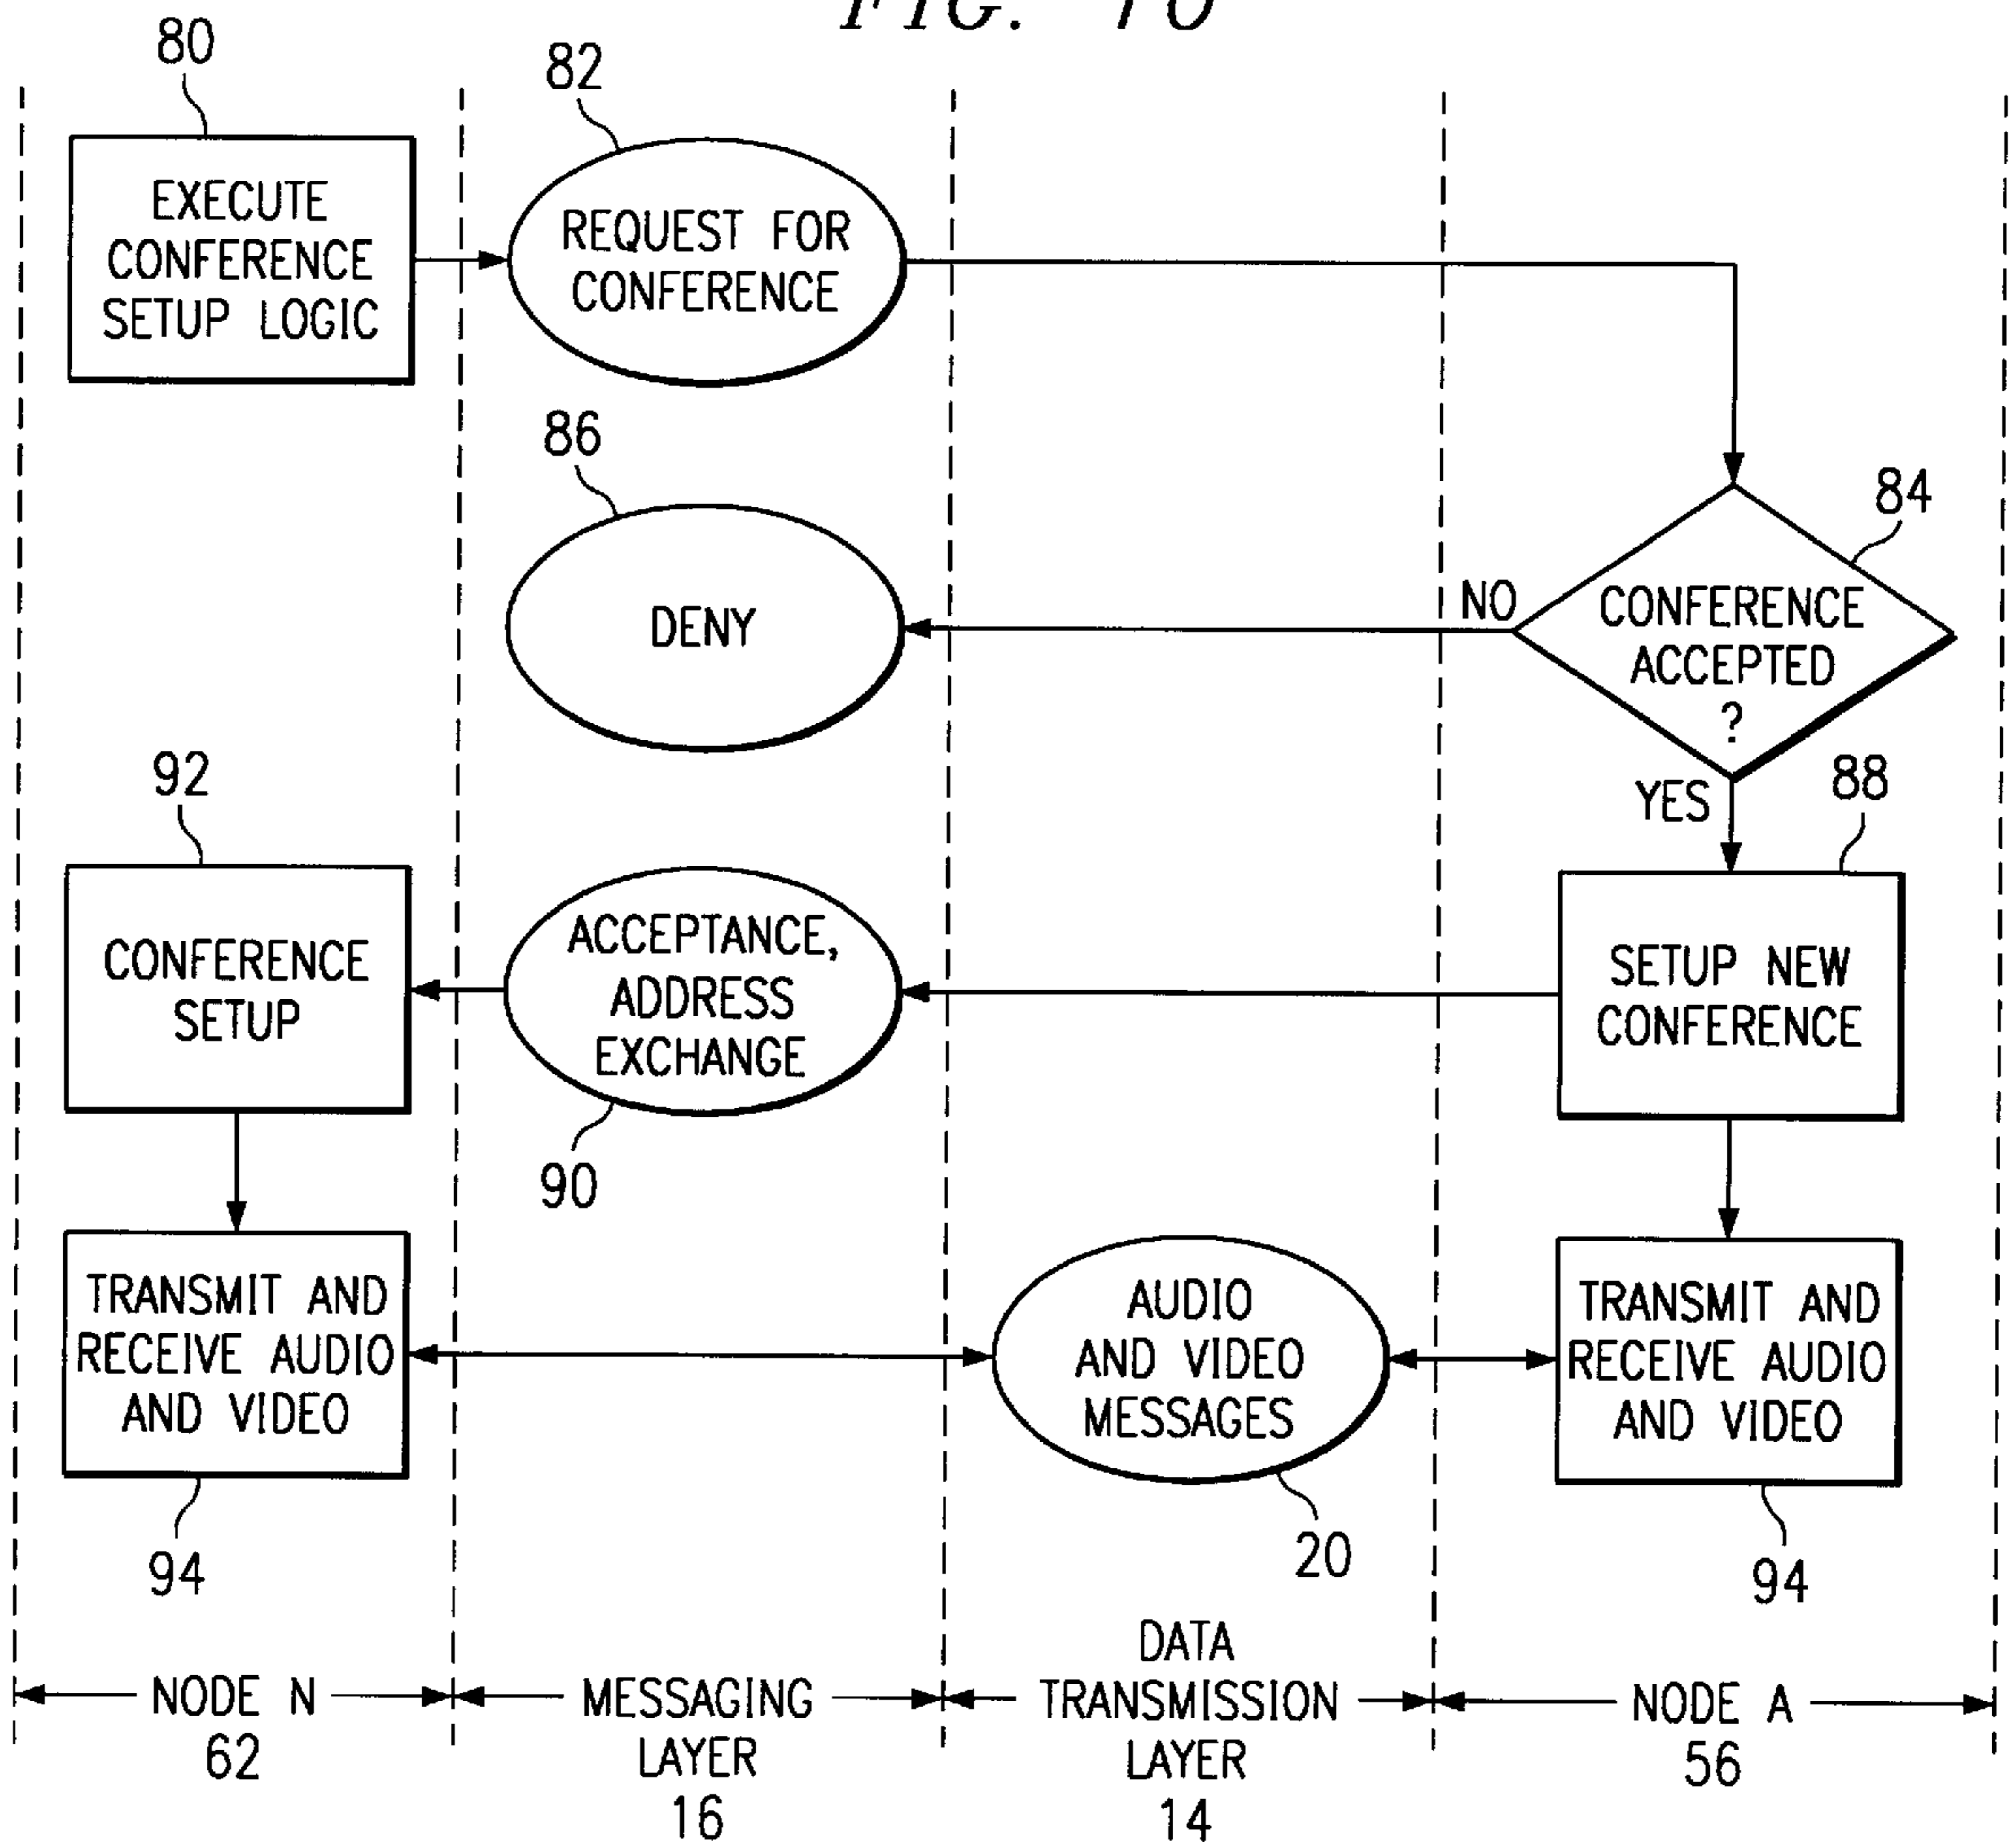 FIG. 10
80
82
EXECUTE
CONFERENCE
SETUP LOGIC
REQUEST FOR
CONFERENCE
86
84
DENY
NO
CONFERENCE
ACCEPTED
?
YES
92
88
CONFERENCE
SETUP
ACCEPTANCE,
ADDRESS
EXCHANGE
SETUP NEW
CONFERENCE
90
TRANSMIT AND
RECEIVE AUDIO
AND VIDEO
AUDIO
AND VIDEO
MESSAGES
TRANSMIT AND
RECEIVE AUDIO
AND VIDEO
94
20
94
NODE N
62
MESSAGING
LAYER
16
DATA
TRANSMISSION
LAYER
14
NODE A
56